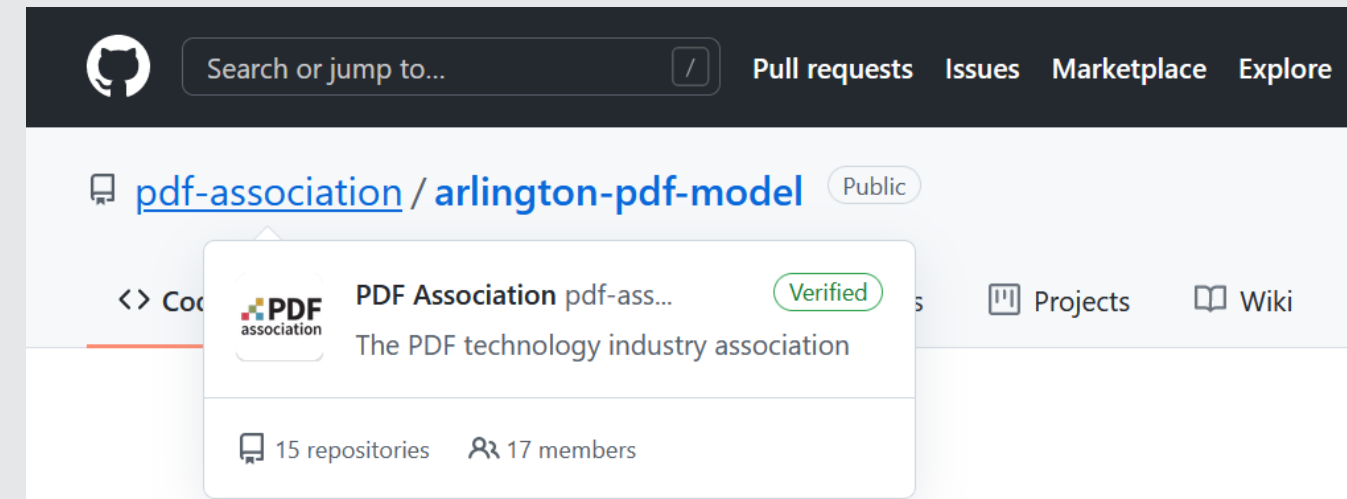 Search or jump to... / Pull requests Issues Marketplace Explore
pdf-association / arlington-pdf-model Public
<> Projects Wiki
PDF association
PDF Association pdf-ass... Verified
The PDF technology industry association
15 repositories 17 members